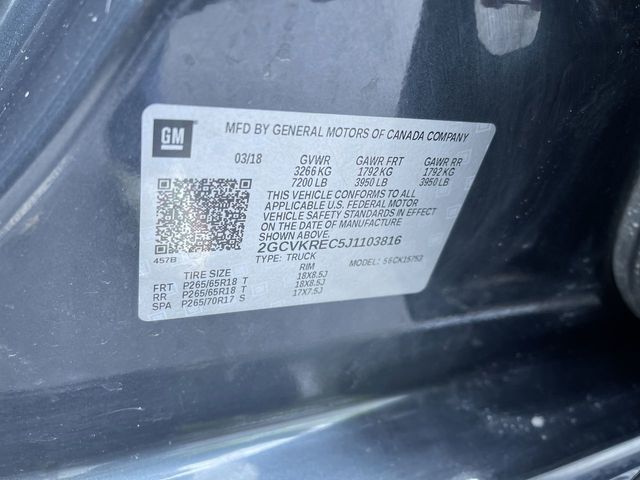 GM
MFD BY GENERAL MOTORS OF CANADA COMPANY
03/18 GVWR GAWR FRT GAWR RR
3266 KG 1792 KG 1792 KG
7200 LB 3950 LB 3950 LB
THIS VEHICLE CONFORMS TO ALL
APPLICABLE U.S. FEDERAL MOTOR
VEHICLE SAFETY STANDARDS IN EFFECT
ON THE DATE OF MANUFACTURE
SHOWN ABOVE.
2GCVKREC5J1103816
457B TYPE: TRUCK MODEL:
TIRE SIZE RIM
FRT P265/65R18 T 18X8.5J
RR P265/65R18 T 18X8.5J
SPA P265/70R17 S 17X7.5J